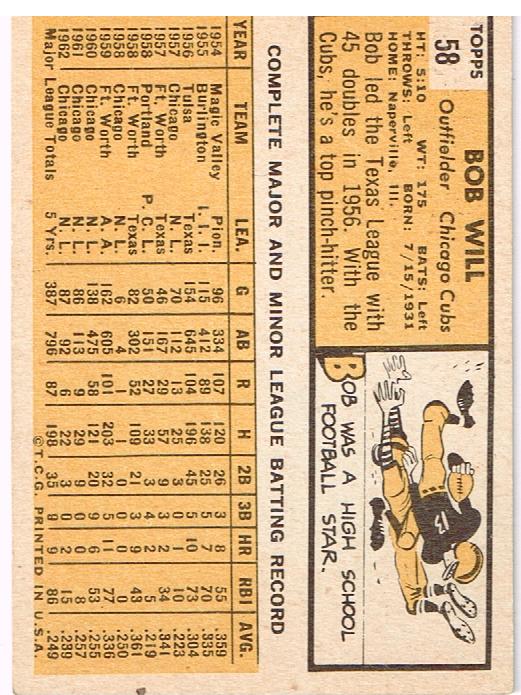 TOPPS
58
BOB WILL
Outfielder Chicago Cubs
HT: 5:10 WT: 175 BATS: Left
THROWS: Left BORN: 7/15/1931
HOME: Naperville, Ill.
Bob led the Texas League with
45 doubles in 1956. With the
Cubs, he's a top pinch-hitter.
15
BOB WAS A HIGH SCHOOL
FOOTBALL STAR.
COMPLETE MAJOR AND MINOR LEAGUE BATTING RECORD
YEAR TEAM LEA. G AB R H 2B 3B HR RBI AVG.
1954 Magic Valley Pion. 96 334 107 120 26 3 8 55 .359
1955 Burlington I. I. I. 115 412 89 138 25 7 73 .335
1956 Tulsa Texas 154 645 104 196 45 5 10 70 .304
1957 Chicago N. L. 70 112 13 25 3 0 1 10 .223
1957 Ft. Worth Texas 46 167 29 57 9 3 2 34 .341
1958 Portland P. C. L. 50 151 27 33 3 4 2 5 .219
1958 Ft. Worth Texas 82 302 52 109 21 3 9 43 .361
1958 Chicago N. L. 6 4 1 1 0 0 0 0 .250
1959 Ft. Worth A. A. 162 605 101 203 32 5 11 77 .336
1960 Chicago N. L. 138 475 58 121 20 9 6 53 .255
1961 Chicago N. L. 86 113 9 29 9 0 0 8 .257
1962 Chicago N. L. 87 92 6 22 3 0 2 15 .239
Major League Totals 5 Yrs. 387 796 87 198 35 9 9 86 .249
©T.C.G. PRINTED IN U.S.A.